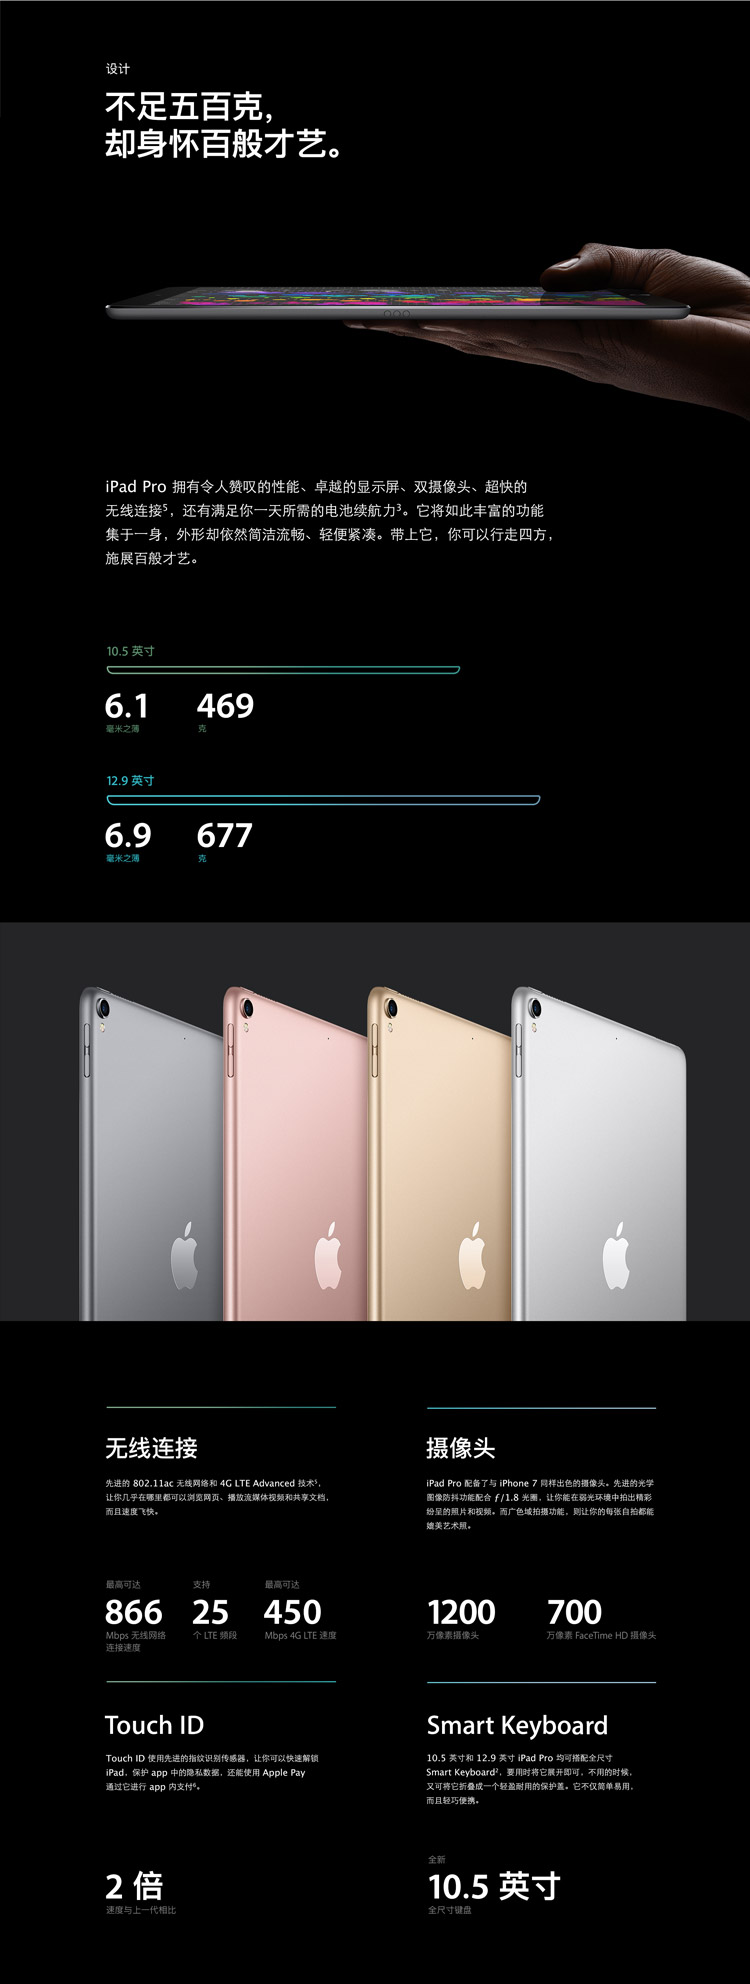 设计
不足五百克，
却身怀百般才艺。
iPad Pro 拥有令人赞叹的性能、卓越的显示屏、双摄像头、超快的
无线连接⁵，还有满足你一天所需的电池续航力³。它将如此丰富的功能
集于一身，外形却依然简洁流畅、轻便紧凑。带上它，你可以行走四方，
施展百般才艺。
10.5 英寸
6.1 469
毫米之薄 克
12.9 英寸
6.9 677
毫米之薄 克
无线连接
先进的 802.11ac 无线网络和 4G LTE Advanced 技术⁵，
让你几乎在哪里都可以浏览网页、播放流媒体视频和共享文档，
而且速度飞快。
最高可达 支持 最高可达
866 25 450
Mbps 无线网络 个 LTE 频段 Mbps 4G LTE 速度
连接速度
摄像头
iPad Pro 配备了与 iPhone 7 同样出色的摄像头。先进的光学
图像防抖功能配合 ƒ/1.8 光圈，让你能在弱光环境中拍出精彩
纷呈的照片和视频。而广色域拍摄功能，则让你的每张自拍都能
媲美艺术照。
1200 700
万像素摄像头 万像素 FaceTime HD 摄像头
Touch ID
Touch ID 使用先进的指纹识别传感器，让你可以快速解锁
iPad，保护 app 中的隐私数据，还能使用 Apple Pay
通过它进行 app 内支付⁶。
2 倍
速度与上一代相比
Smart Keyboard
10.5 英寸和 12.9 英寸 iPad Pro 均可搭配全尺寸
Smart Keyboard²，要用时将它展开即可，不用的时候，
又可将它折叠成一个轻盈耐用的保护盖。它不仅简单易用，
而且轻巧便携。
全新
10.5 英寸
全尺寸键盘